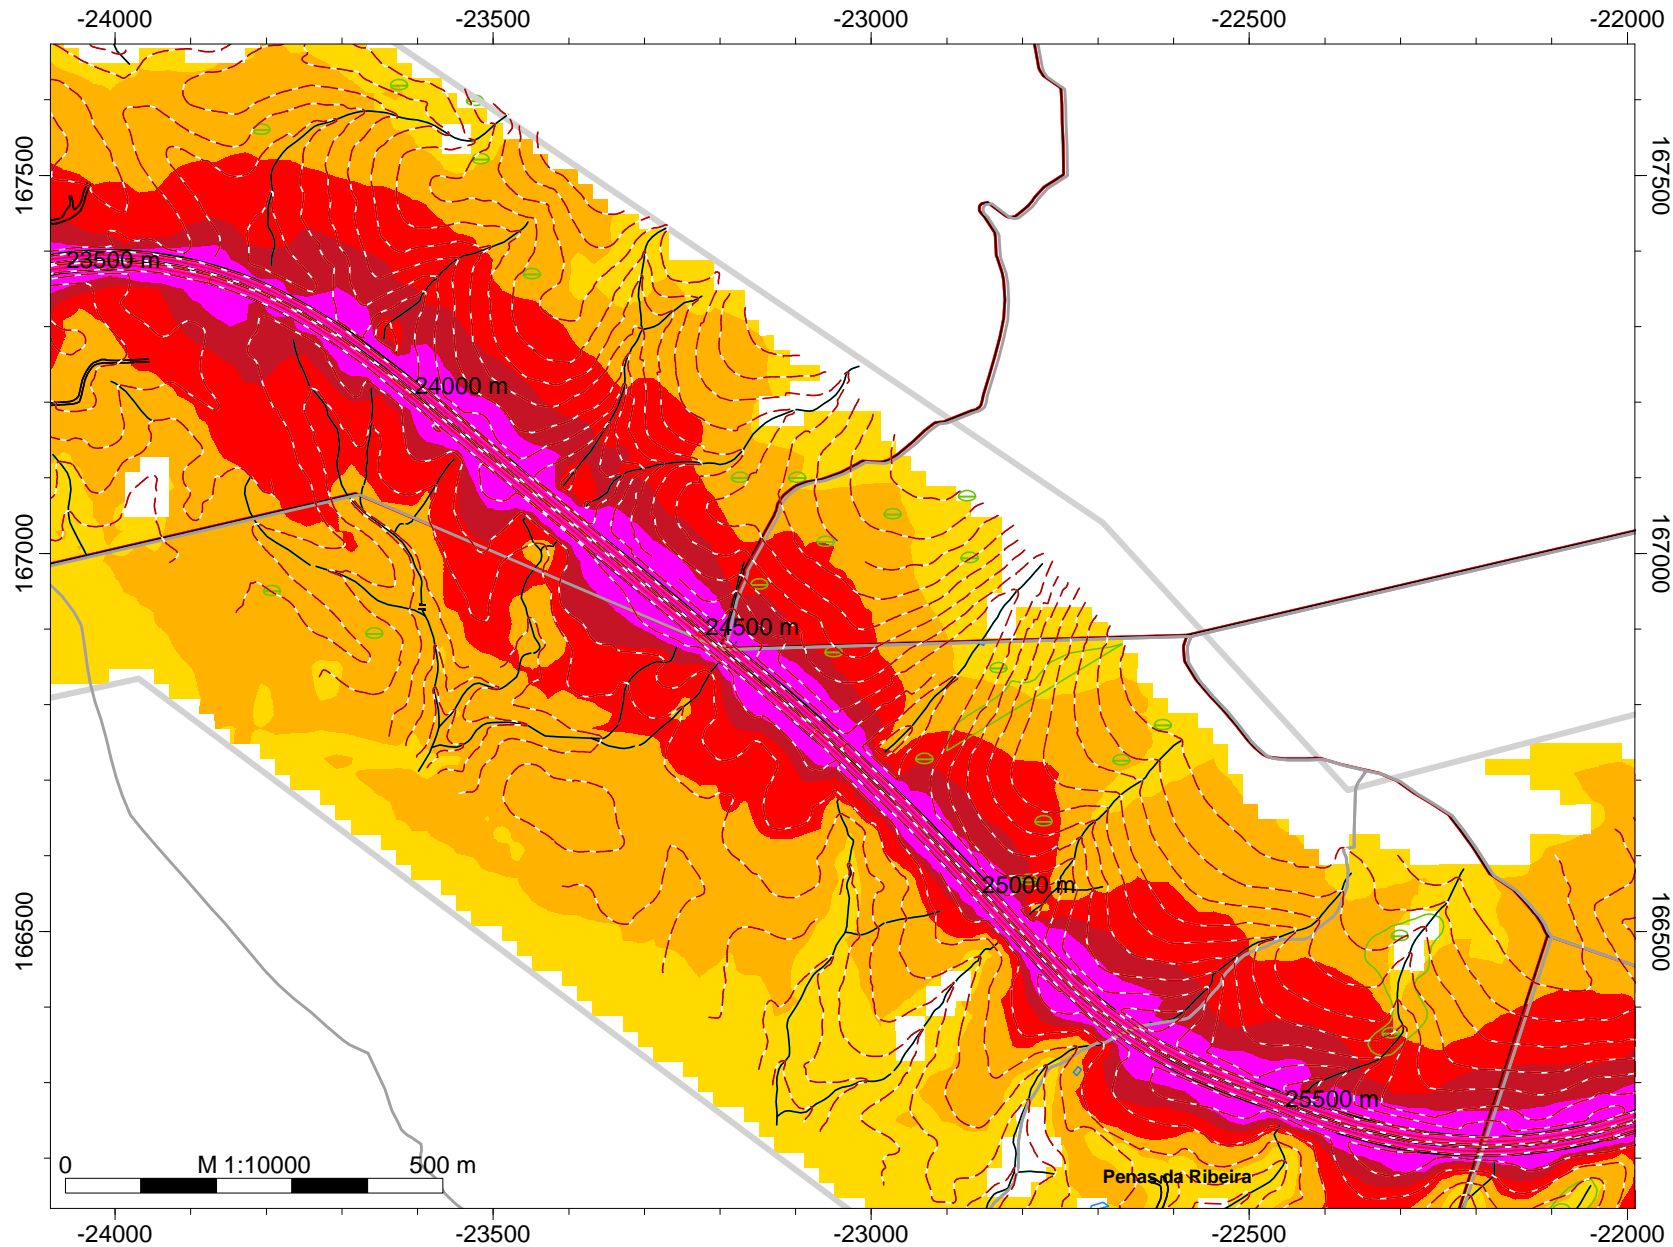 -24000 -23500 -23000 -22500 -22000
167500 167500
23500 m
24000 m
167000 167000
24500 m
25000 m
166500 166500
25500 m
0 M 1:10000 500 m
Penas da Ribeira
-24000 -23500 -23000 -22500 -22000